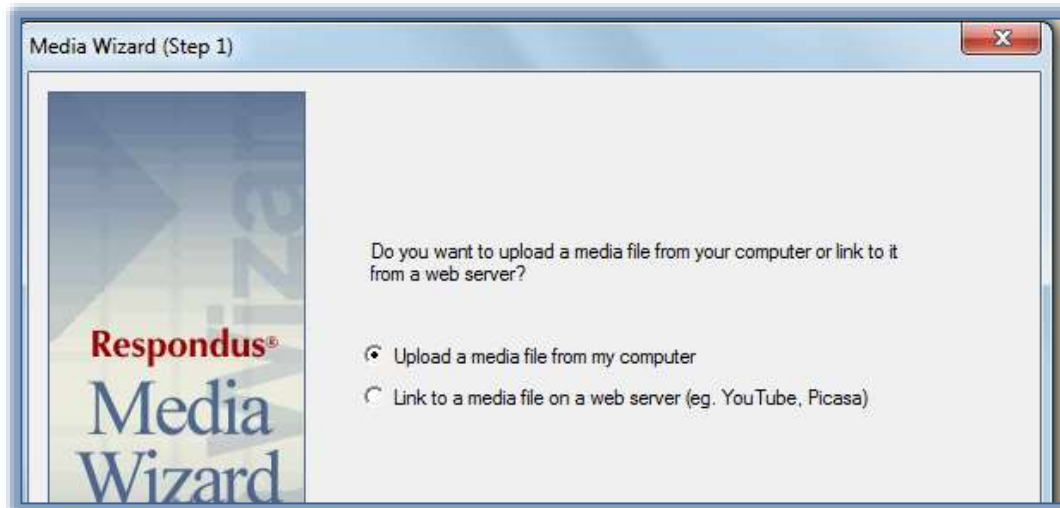 Media Wizard (Step 1)
Do you want to upload a media file from your computer or link to it
from a web server?
Respondus®
Media
Wizard
Upload a media file from my computer
Link to a media file on a web server (eg. YouTube, Picasa)